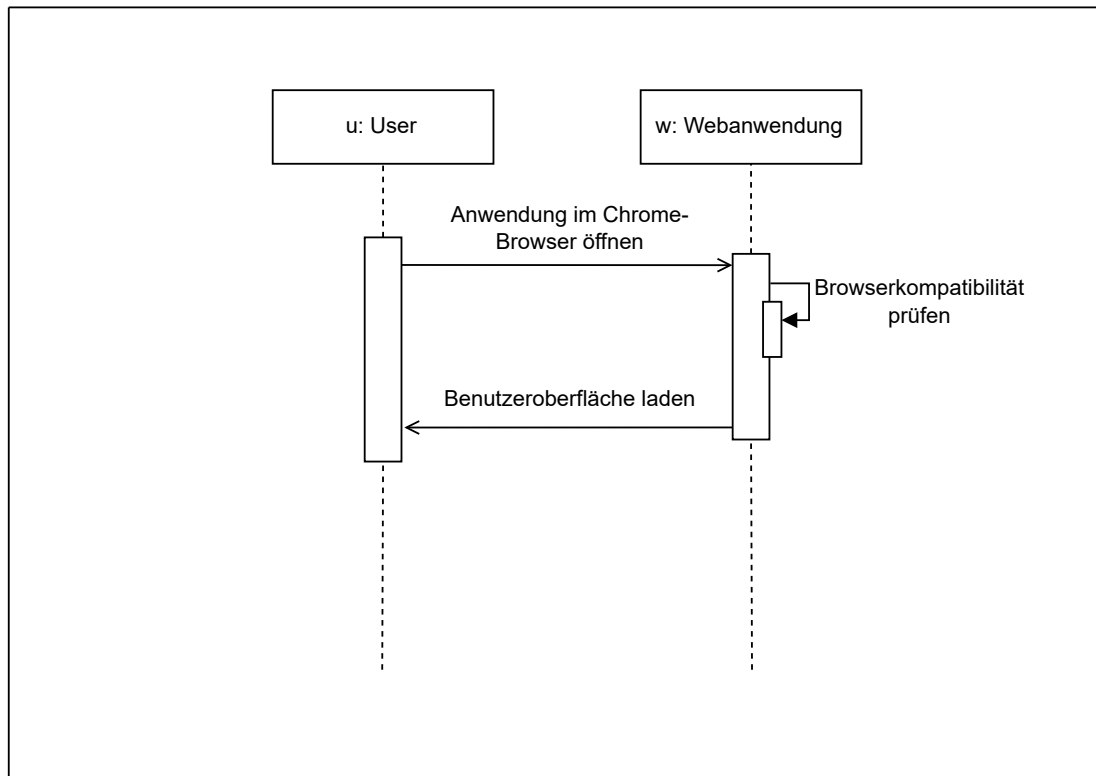 u: User
w: Webanwendung
Anwendung im Chrome-
Browser öffnen
Browserkompatibilität
prüfen
Benutzeroberfläche laden